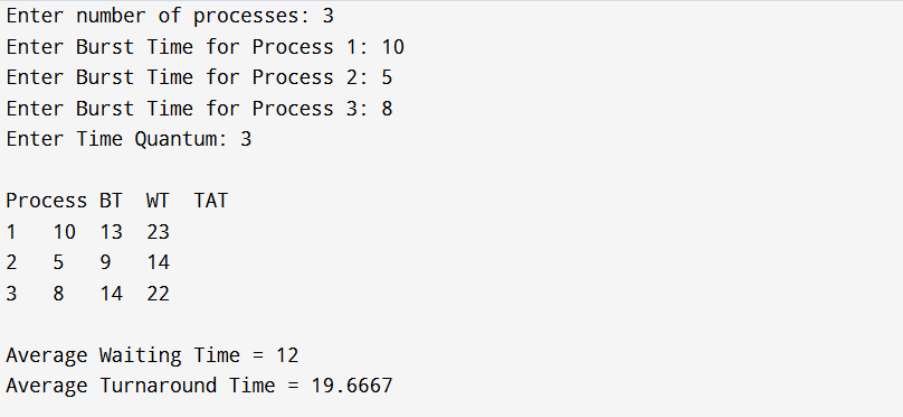 Enter number of processes: 3
Enter Burst Time for Process 1: 10
Enter Burst Time for Process 2: 5
Enter Burst Time for Process 3: 8
Enter Time Quantum: 3
Process BT WT TAT
1 10 13 23
2 5 9 14
3 8 14 22
Average Waiting Time = 12
Average Turnaround Time = 19.6667